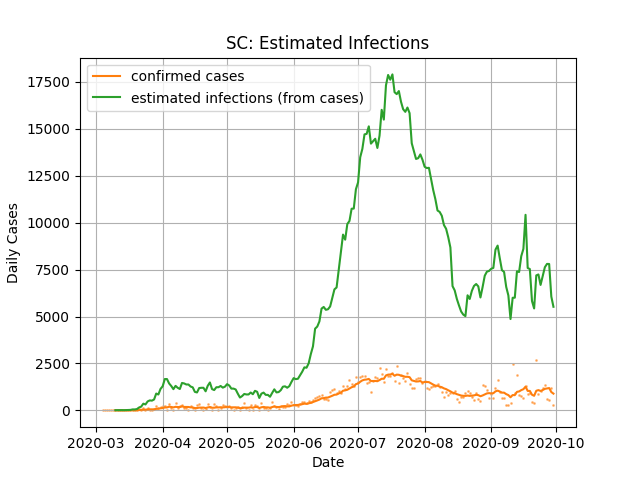 SC: Estimated Infections
confirmed cases
estimated infections (from cases)
Daily Cases
17500
15000
12500
10000
7500
5000
2500
0
2020-03 2020-04 2020-05 2020-06 2020-07 2020-08 2020-09 2020-10
Date